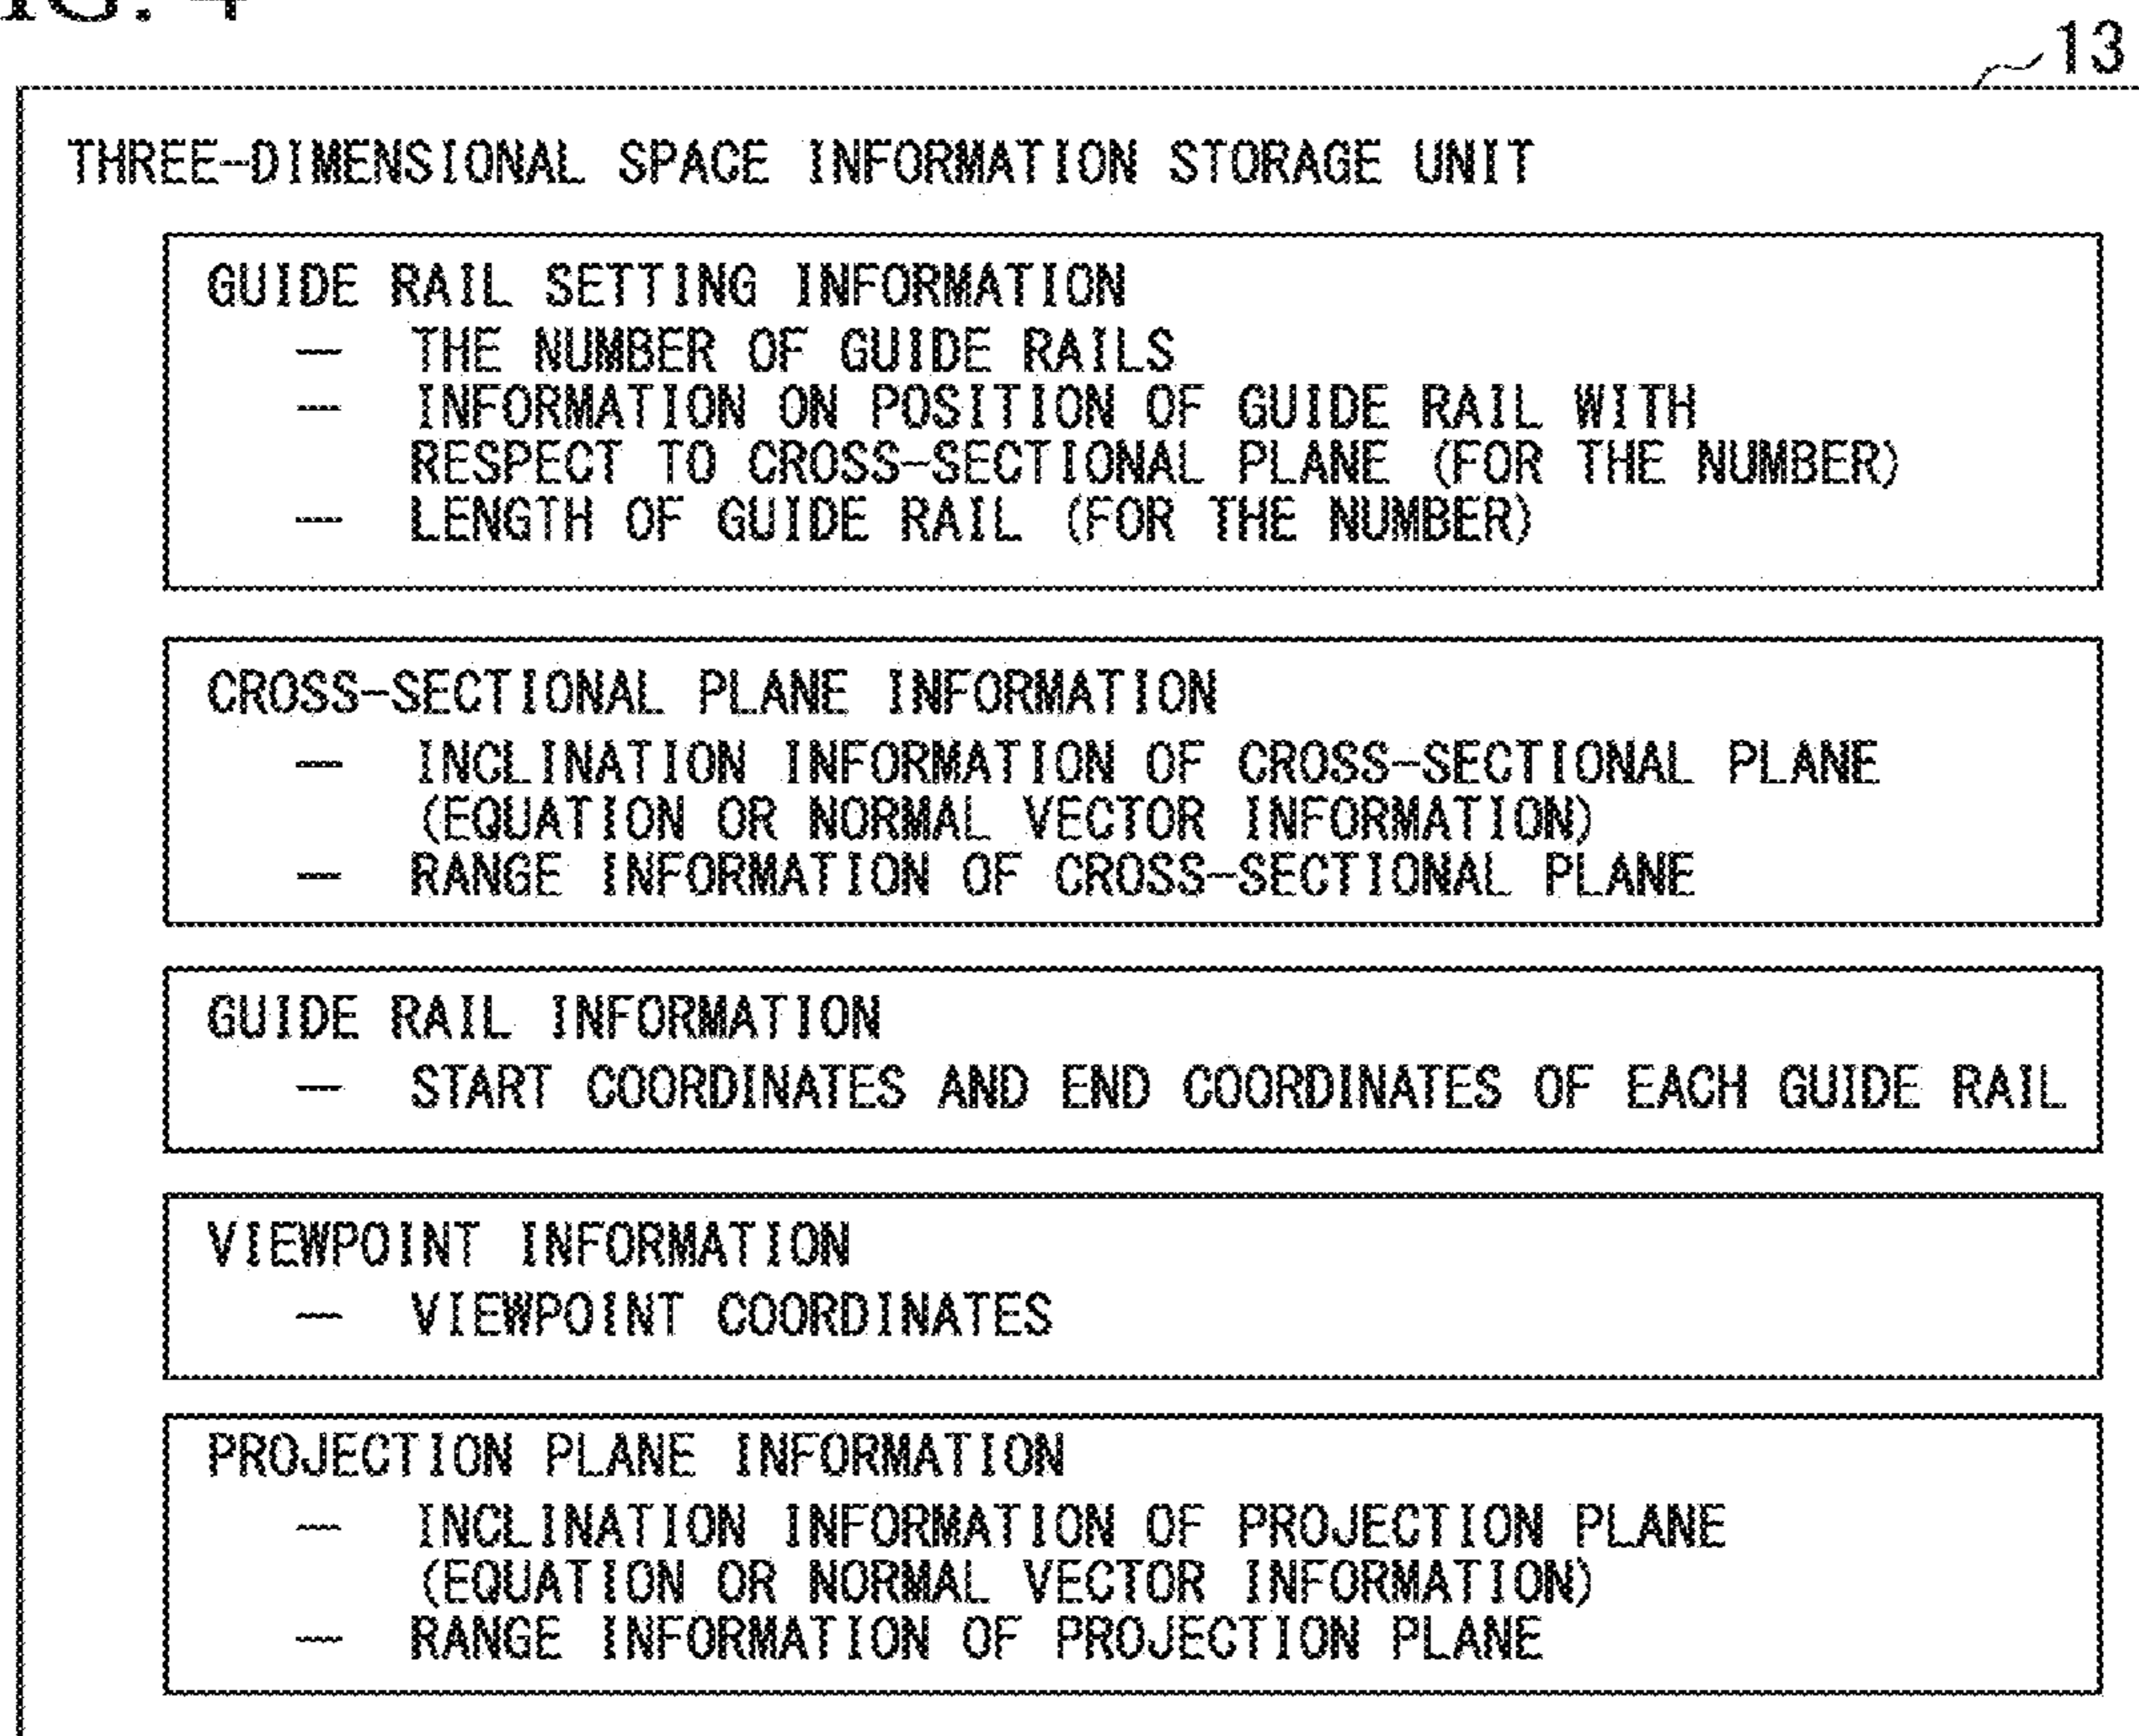 FIG. 4
13
THREE-DIMENSIONAL SPACE INFORMATION STORAGE UNIT
GUIDE RAIL SETTING INFORMATION
— THE NUMBER OF GUIDE RAILS
— INFORMATION ON POSITION OF GUIDE RAIL WITH
RESPECT TO CROSS-SECTIONAL PLANE (FOR THE NUMBER)
— LENGTH OF GUIDE RAIL (FOR THE NUMBER)
CROSS-SECTIONAL PLANE INFORMATION
— INCLINATION INFORMATION OF CROSS-SECTIONAL PLANE
(EQUATION OR NORMAL VECTOR INFORMATION)
— RANGE INFORMATION OF CROSS-SECTIONAL PLANE
GUIDE RAIL INFORMATION
— START COORDINATES AND END COORDINATES OF EACH GUIDE RAIL
VIEWPOINT INFORMATION
— VIEWPOINT COORDINATES
PROJECTION PLANE INFORMATION
— INCLINATION INFORMATION OF PROJECTION PLANE
(EQUATION OR NORMAL VECTOR INFORMATION)
— RANGE INFORMATION OF PROJECTION PLANE